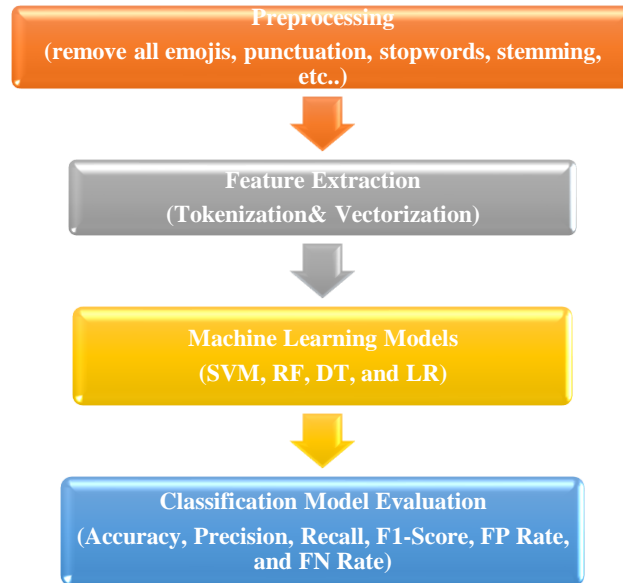 Preprocessing
(remove all emojis, punctuation, stopwords, stemming,
etc..)
Feature Extraction
(Tokenization& Vectorization)
Machine Learning Models
(SVM, RF, DT, and LR)
Classification Model Evaluation
(Accuracy, Precision, Recall, F1-Score, FP Rate,
and FN Rate)